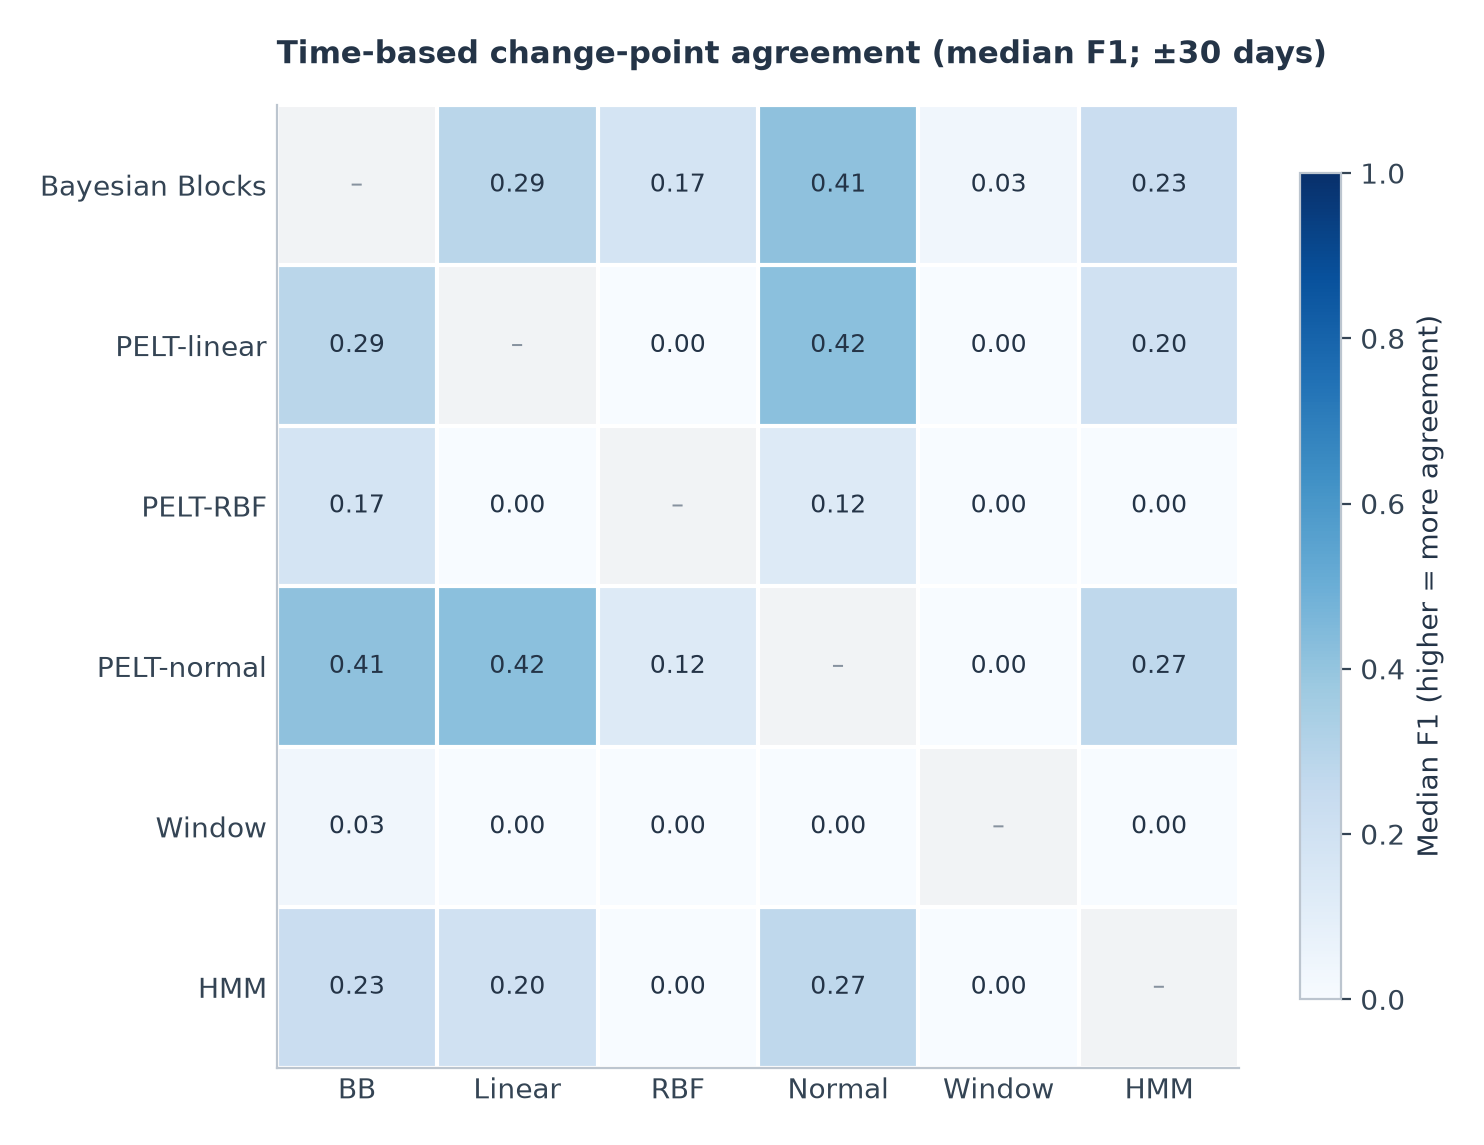 Time-based change-point agreement (median F1; ±30 days)
Bayesian Blocks – 0.29 0.17 0.41 0.03 0.23
PELT-linear 0.29 – 0.00 0.42 0.00 0.20
PELT-RBF 0.17 0.00 – 0.12 0.00 0.00
PELT-normal 0.41 0.42 0.12 – 0.00 0.27
Window 0.03 0.00 0.00 0.00 – 0.00
HMM 0.23 0.20 0.00 0.27 0.00 –
BB Linear RBF Normal Window HMM
1.0
0.8
0.6
0.4
0.2
0.0
Median F1 (higher = more agreement)